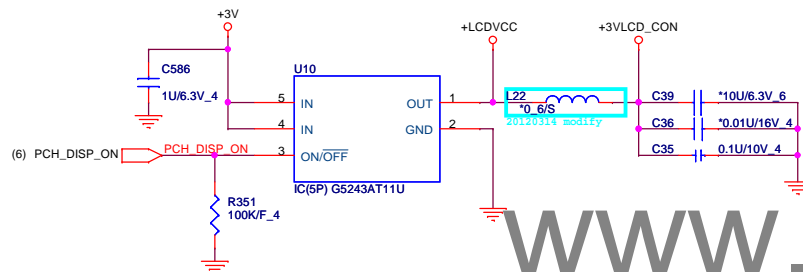 +3V
+LCDVCC
+3VLCD_CON
C586
1U/6.3V_4
U10
5
IN
4
IN
3
ON/OFF
OUT
1
GND
2
IC(5P) G5243AT11U
L22
*0_6/S
20120314 modify
C39
*10U/6.3V_6
C36
*0.01U/16V_4
C35
0.1U/10V_4
(6) PCH_DISP_ON
PCH_DISP_ON
R351
100K/F_4
www.